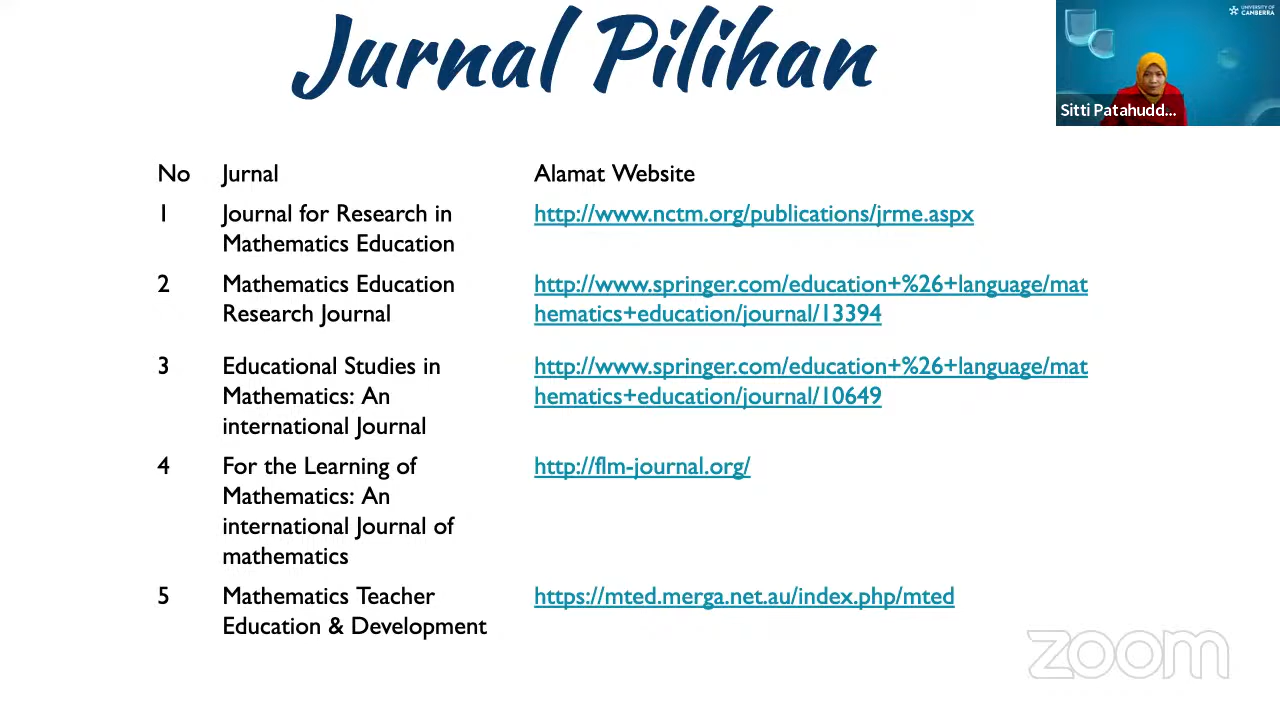 Jurnal Pilihan
UNIVERSITY OF
CANBERRA
Sitti Patahudd...
No Jurnal Alamat Website
1 Journal for Research in http://www.nctm.org/publications/jrme.aspx
Mathematics Education
2 Mathematics Education http://www.springer.com/education+%26+language/mat
Research Journal hematics+education/journal/13394
3 Educational Studies in http://www.springer.com/education+%26+language/mat
Mathematics: An hematics+education/journal/10649
international Journal
4 For the Learning of http://flm-journal.org/
Mathematics: An
international Journal of
mathematics
5 Mathematics Teacher https://mted.merga.net.au/index.php/mted
Education & Development
zoom